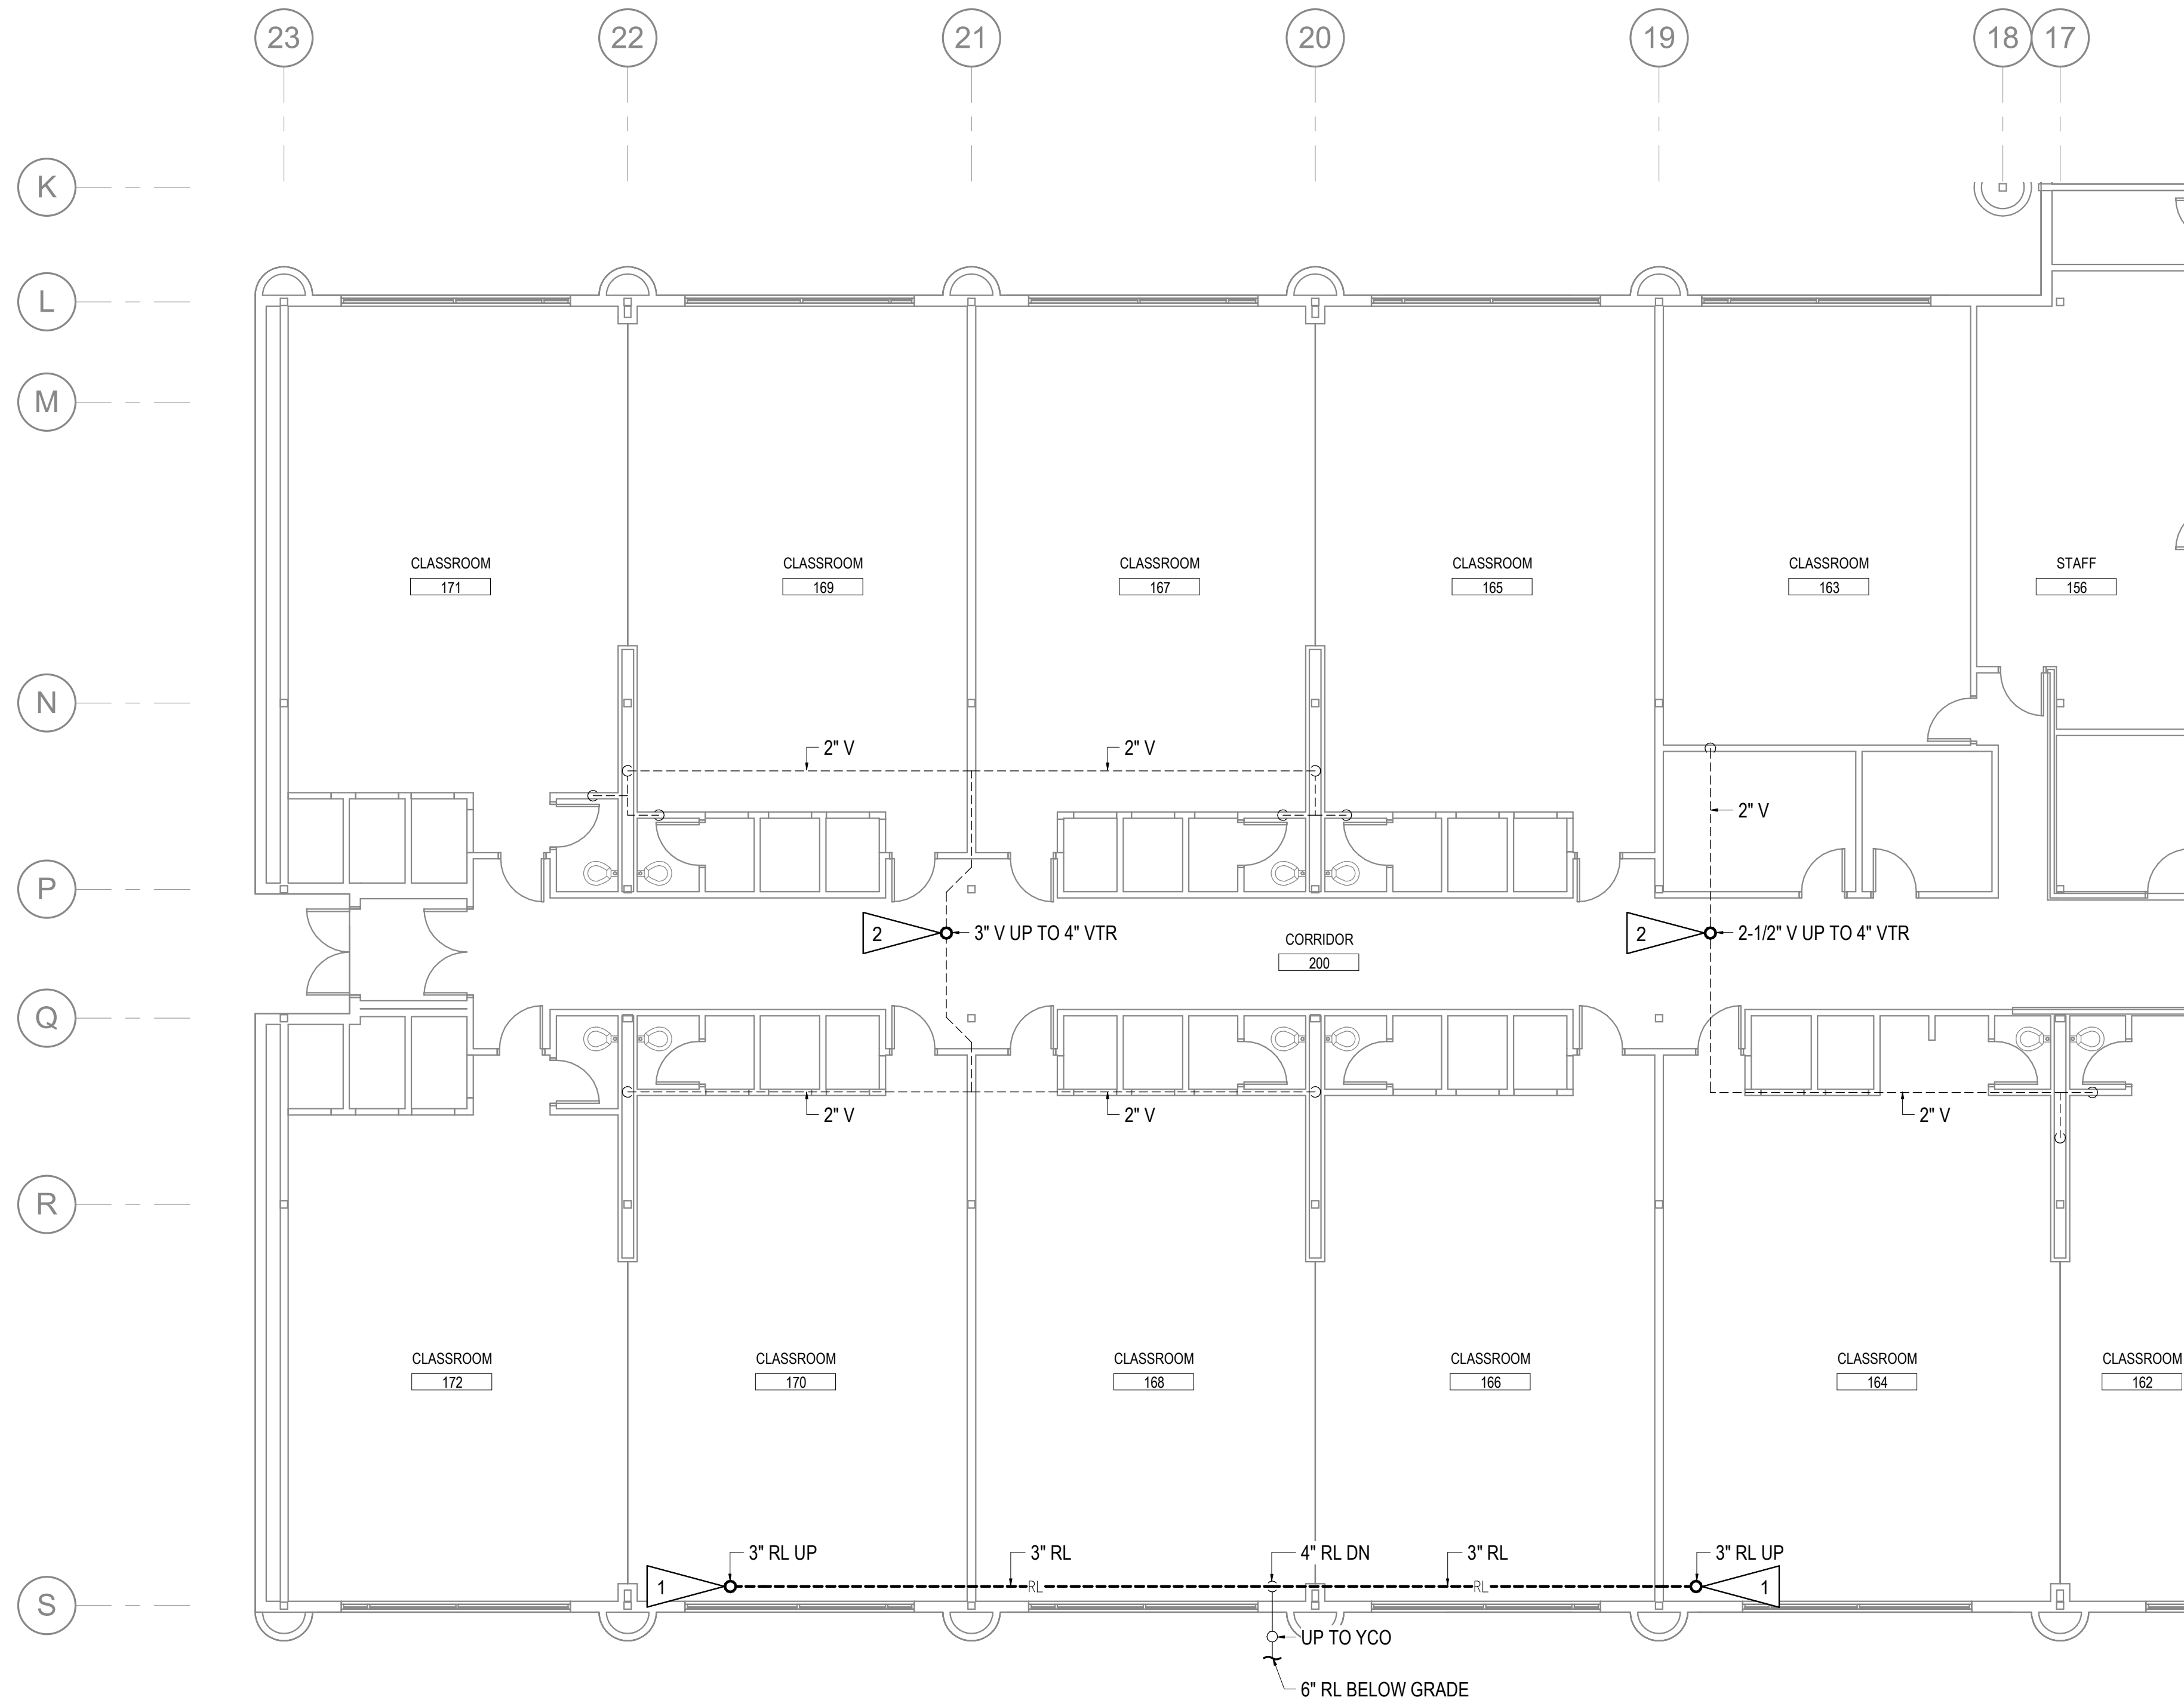 23
22
21
20
19
18
17
K
L
M
CLASSROOM
171
CLASSROOM
169
CLASSROOM
167
CLASSROOM
165
CLASSROOM
163
STAFF
156
N
2" V
2" V
2" V
P
2
3" V UP TO 4" VTR
CORRIDOR
200
2
2-1/2" V UP TO 4" VTR
Q
2" V
2" V
2" V
R
CLASSROOM
172
CLASSROOM
170
CLASSROOM
168
CLASSROOM
166
CLASSROOM
164
CLASSROOM
162
3" RL UP
3" RL
4" RL DN
3" RL
3" RL UP
1
RL
RL
1
S
UP TO YCO
6" RL BELOW GRADE